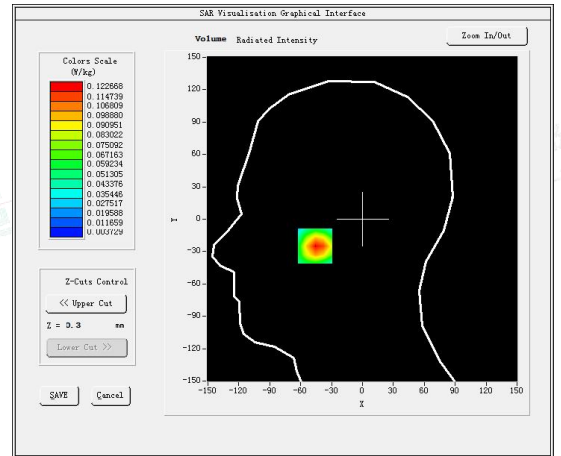 SAR Visualisation Graphical Interface
Volume Radiated Intensity
Zoom In/Out
Colors Scale
(W/kg)
0.122668
0.114739
0.106809
0.098880
0.090951
0.083022
0.075092
0.067163
0.059234
0.051305
0.043376
0.035446
0.027517
0.019588
0.011659
0.003729
Z-Cuts Control
<< Upper Cut
Z = 0.3 mm
Lower Cut >>
SAVE Cancel
150
120
90
60
30
0
-30
-60
-90
-120
-150
Y
-150 -120 -90 -60 -30 0 30 60 90 120 150
X